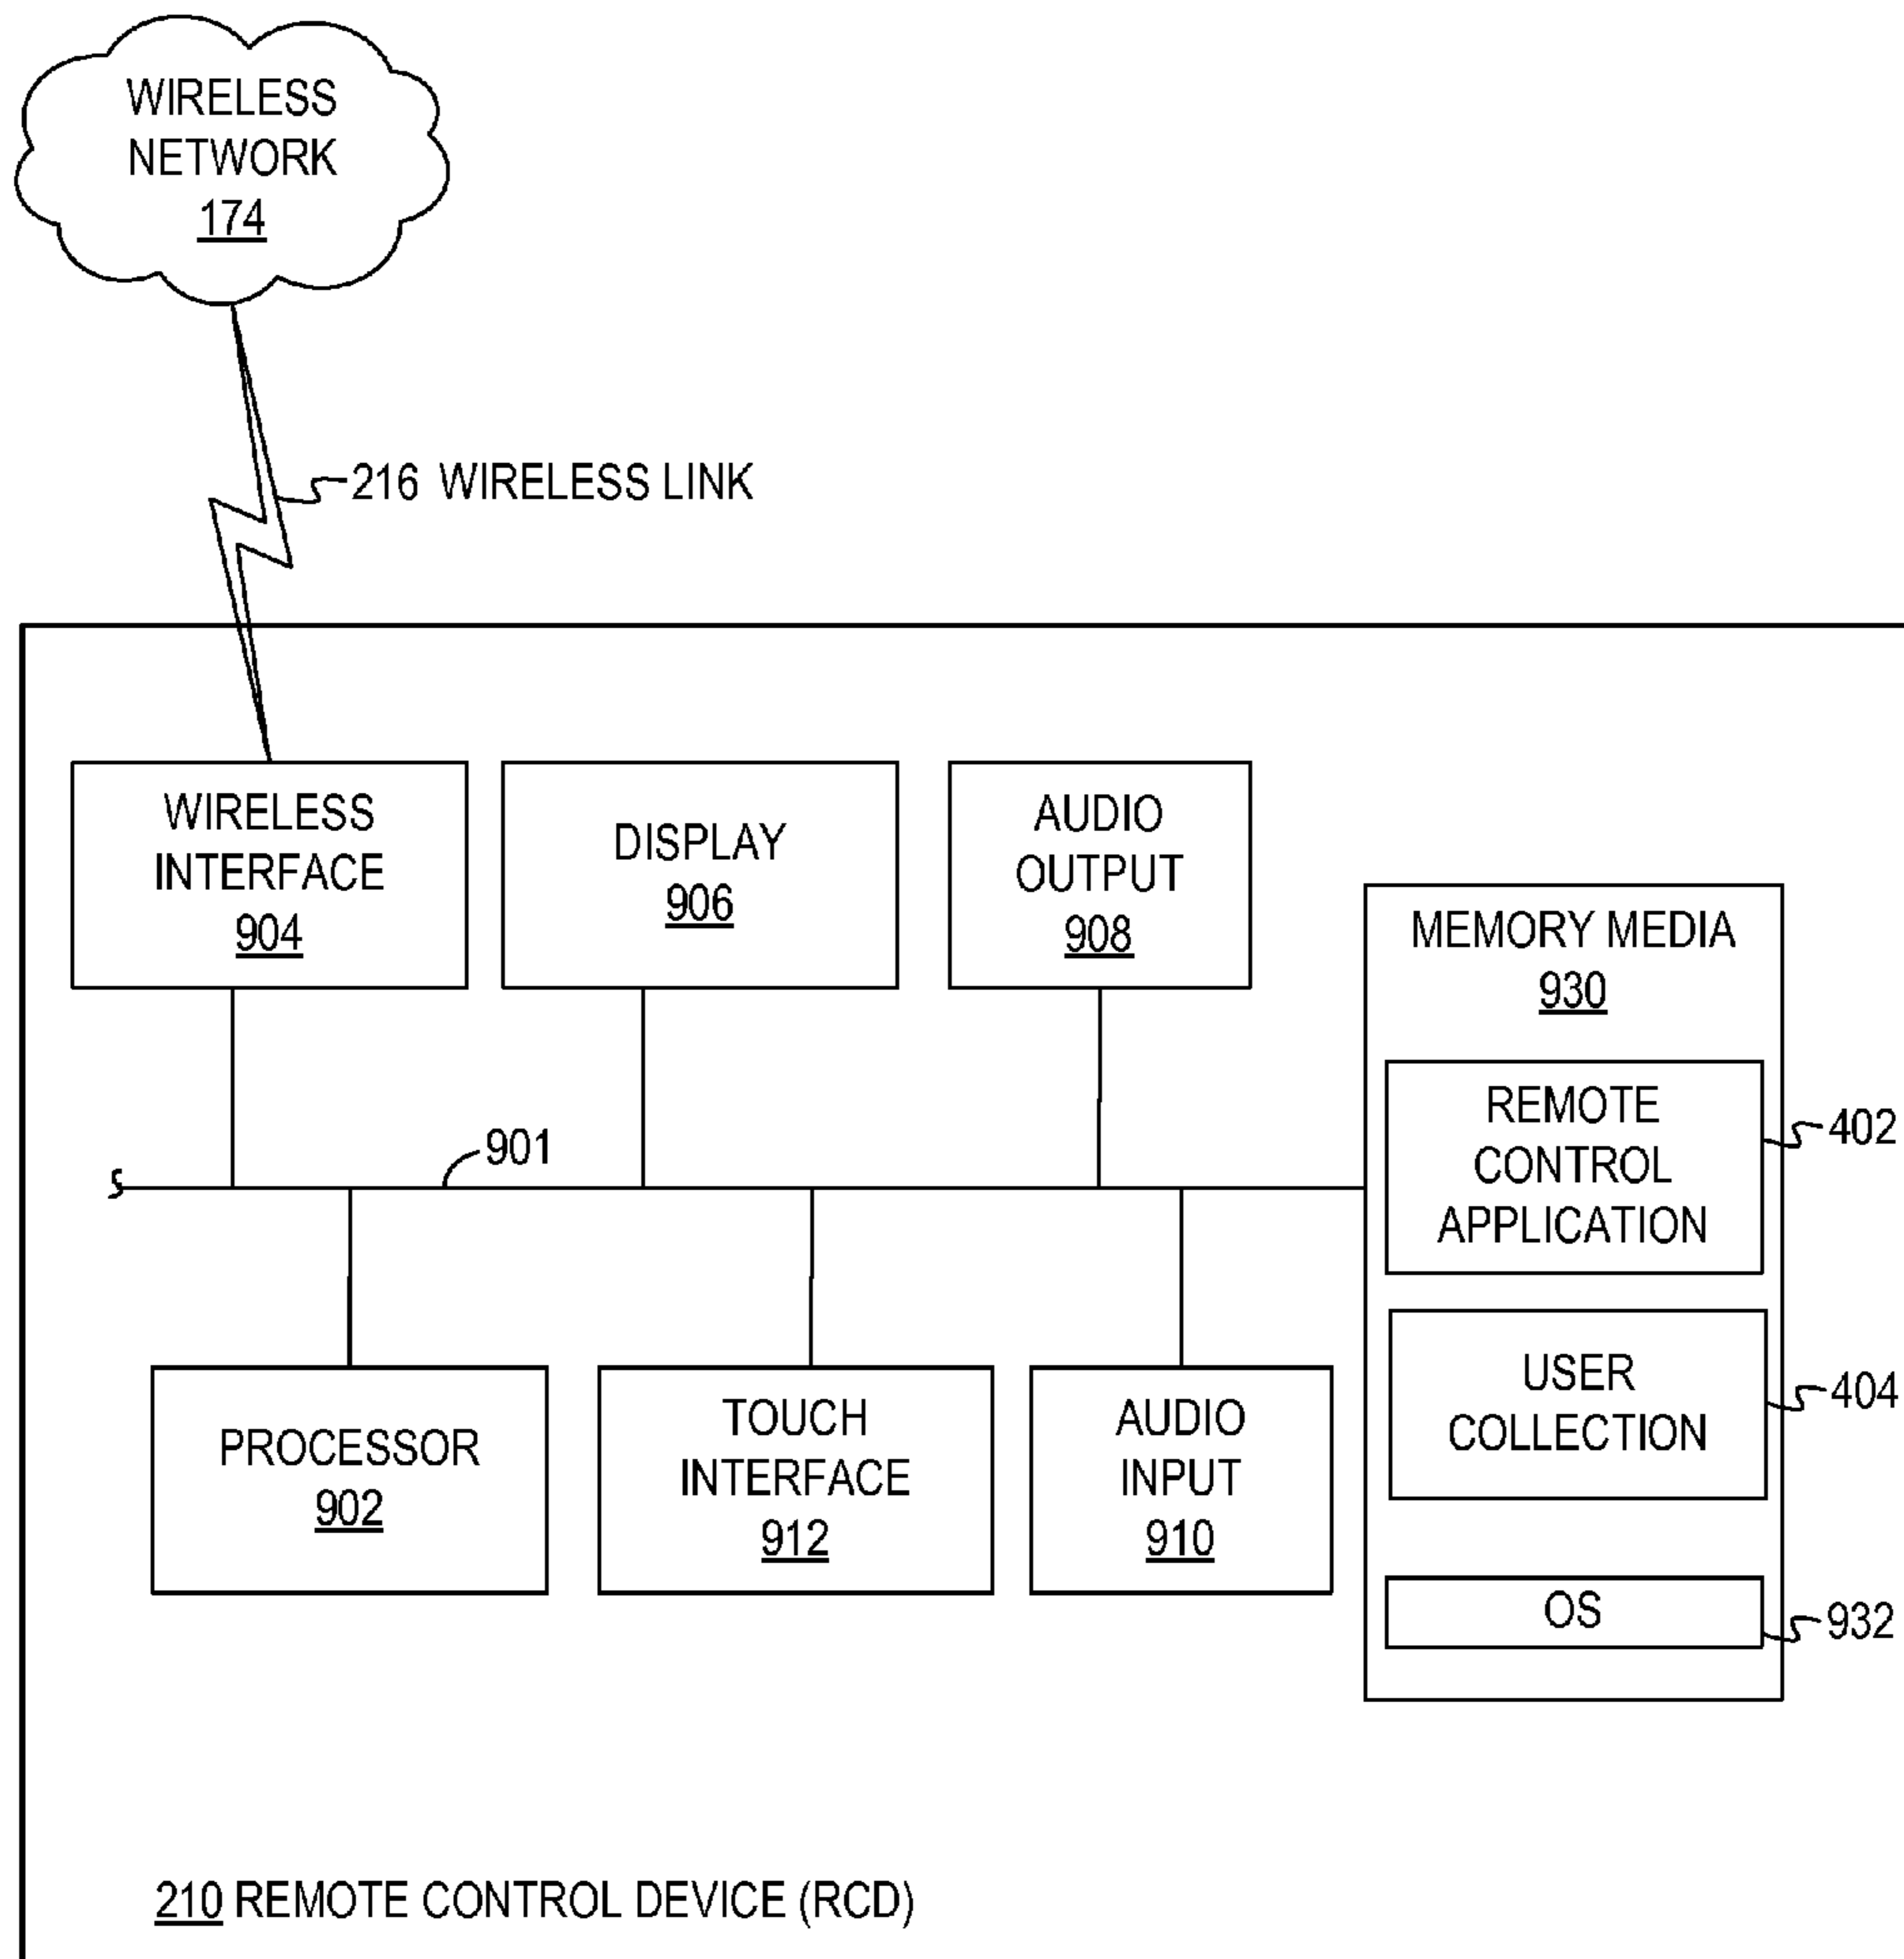 WIRELESS
NETWORK
174
216 WIRELESS LINK
WIRELESS
INTERFACE
904
DISPLAY
906
AUDIO
OUTPUT
908
MEMORY MEDIA
930
REMOTE
CONTROL
APPLICATION
402
901
USER
COLLECTION
404
PROCESSOR
902
TOUCH
INTERFACE
912
AUDIO
INPUT
910
OS
932
210 REMOTE CONTROL DEVICE (RCD)